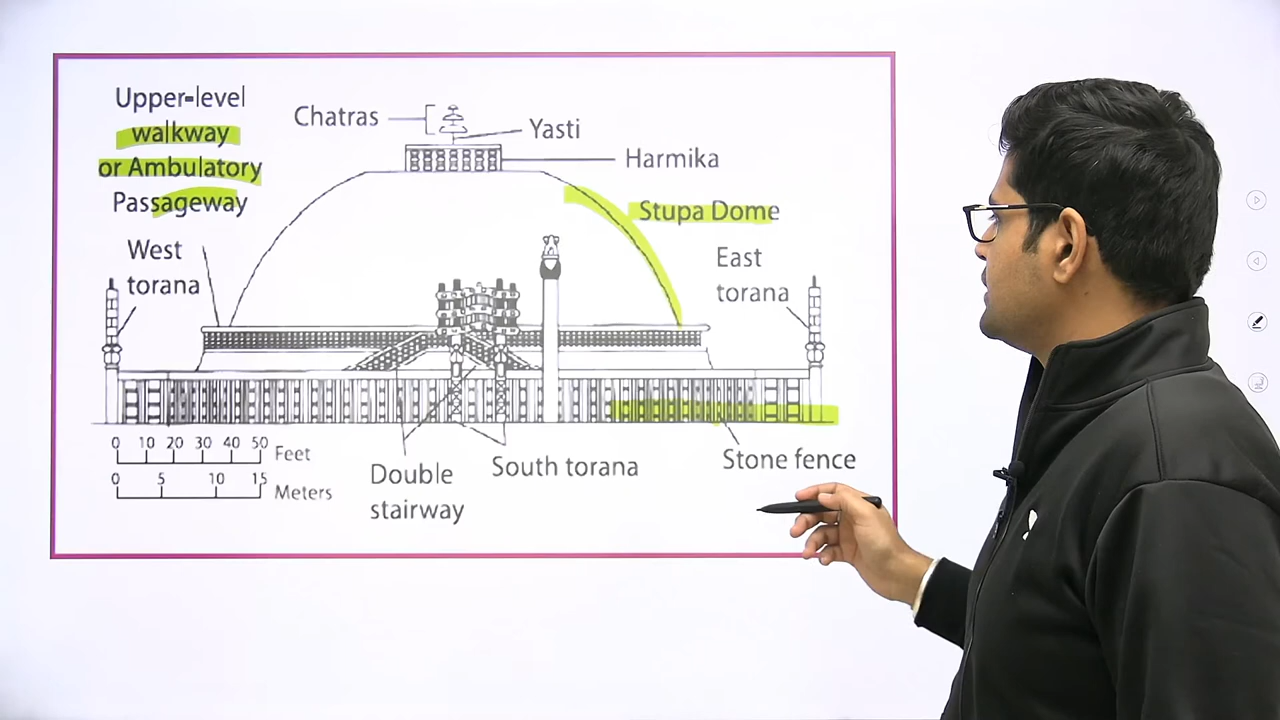 Upper-level
walkway
or Ambulatory
Passageway
Chatras
Yasti
Harmika
Stupa Dome
West
torana
East
torana
0 10 20 30 40 50
Feet
0 5 10 15
Meters
Double
stairway
South torana
Stone fence